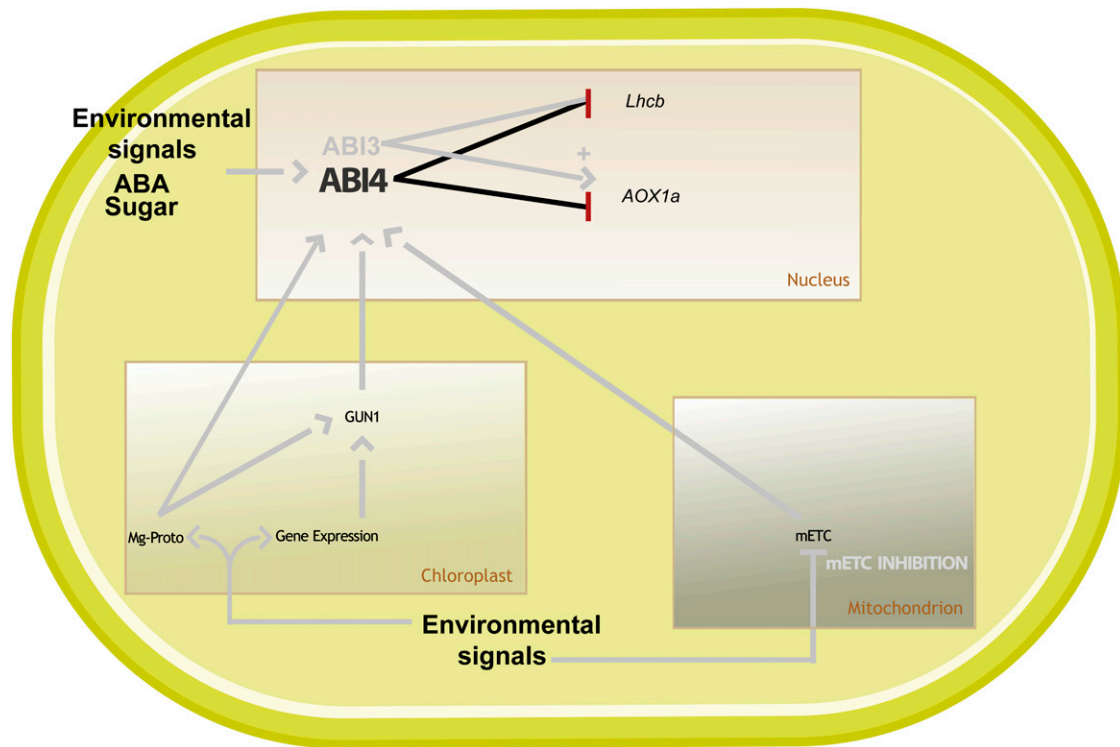 Environmental
signals
ABA
Sugar
ABI3
ABI4
Lhcb
+
AOX1a
Nucleus
GUN1
Mg-Proto
Gene Expression
Chloroplast
mETC
mETC INHIBITION
Mitochondrion
Environmental
signals